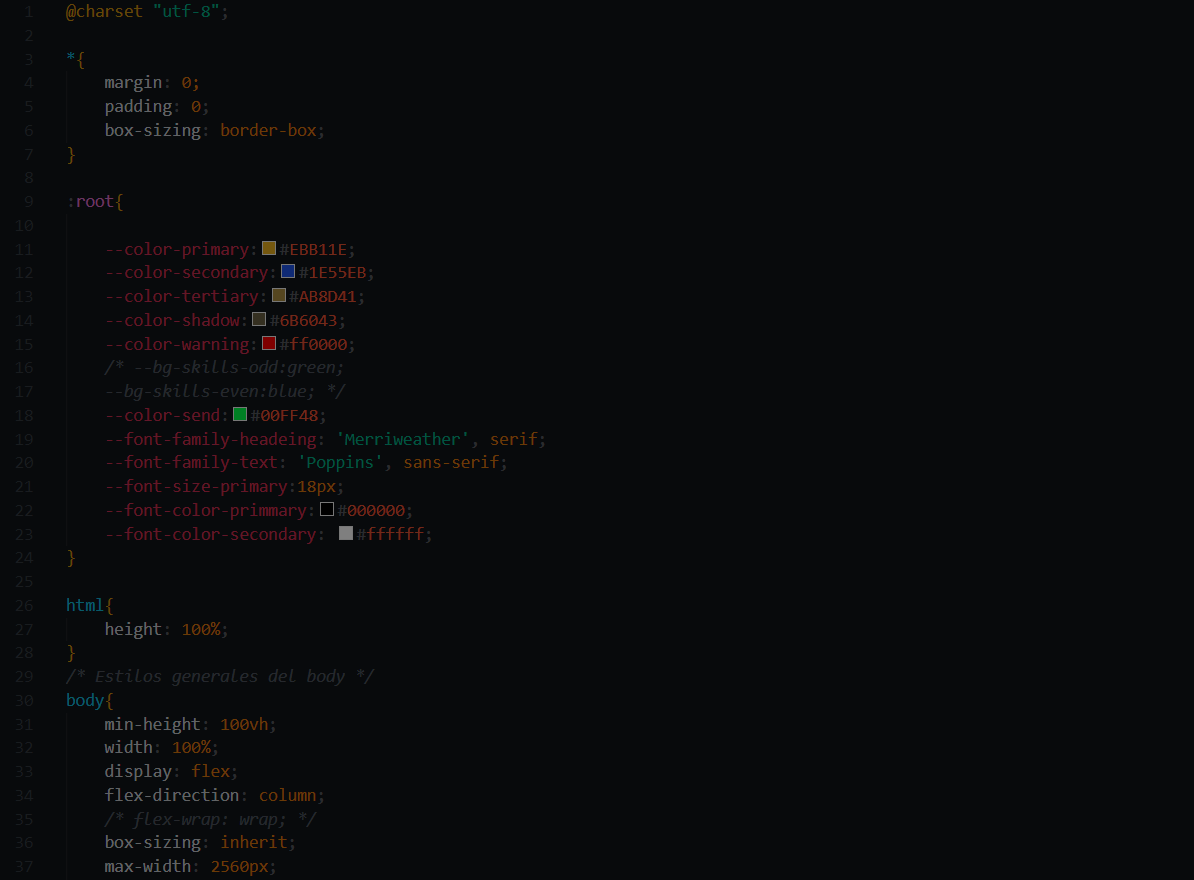 1 @charset "utf-8";
2
3 *{
4 margin: 0;
5 padding: 0;
6 box-sizing: border-box;
7 }
8
9 :root{
10
11 --color-primary:#EBB11E;
12 --color-secondary:#1E55EB;
13 --color-tertiary:#AB8D41;
14 --color-shadow:#6B6043;
15 --color-warning:#ff0000;
16 /* --bg-skills-odd:green;
17 --bg-skills-even:blue; */
18 --color-send:#00FF48;
19 --font-family-headeing: 'Merriweather', serif;
20 --font-family-text: 'Poppins', sans-serif;
21 --font-size-primary:18px;
22 --font-color-primmary:#000000;
23 --font-color-secondary: #ffffff;
24 }
25
26 html{
27 height: 100%;
28 }
29 /* Estilos generales del body */
30 body{
31 min-height: 100vh;
32 width: 100%;
33 display: flex;
34 flex-direction: column;
35 /* flex-wrap: wrap; */
36 box-sizing: inherit;
37 max-width: 2560px;